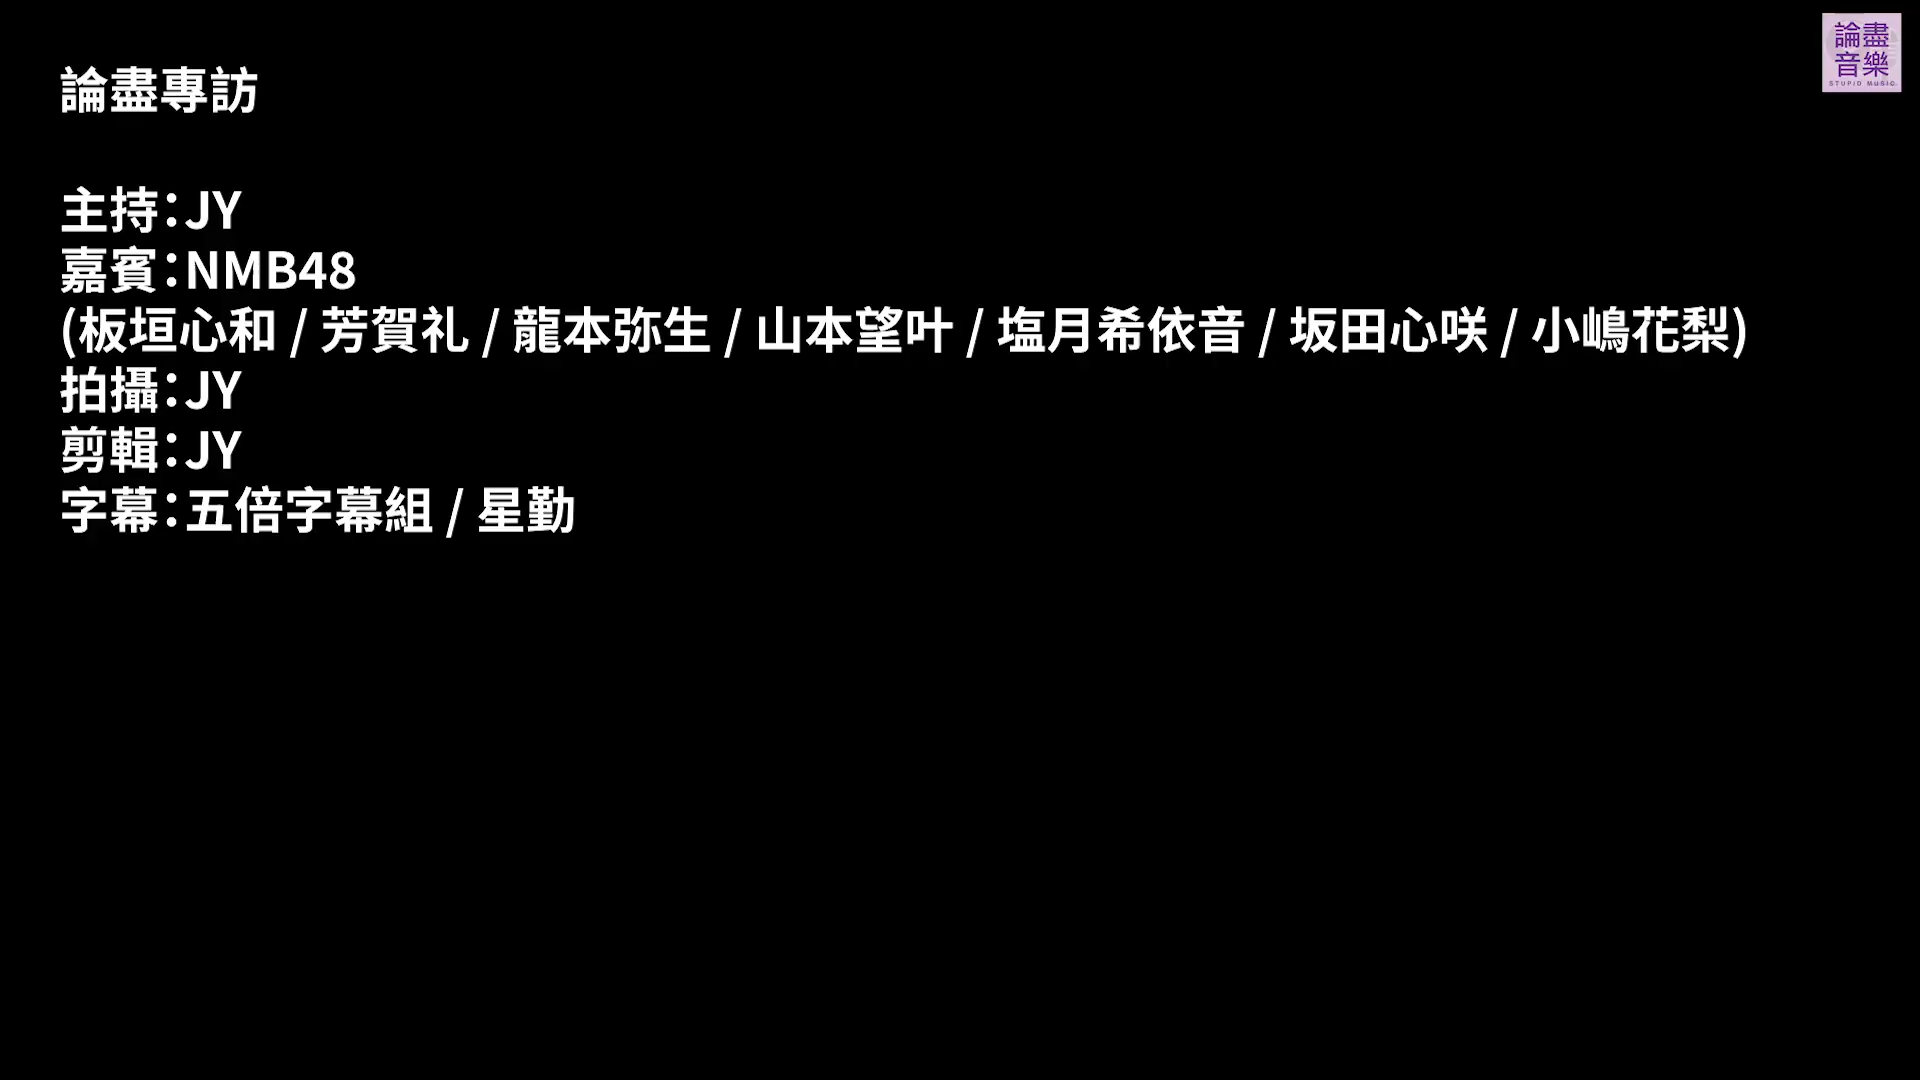 論盡專訪
主持：JY
嘉賓：NMB48
(板垣心和 / 芳賀礼 / 龍本弥生 / 山本望叶 / 塩月希依音 / 坂田心咲 / 小嶋花梨)
拍攝：JY
剪輯：JY
字幕：五倍字幕組 / 星勤
論盡
音樂
STUPID MUSIC